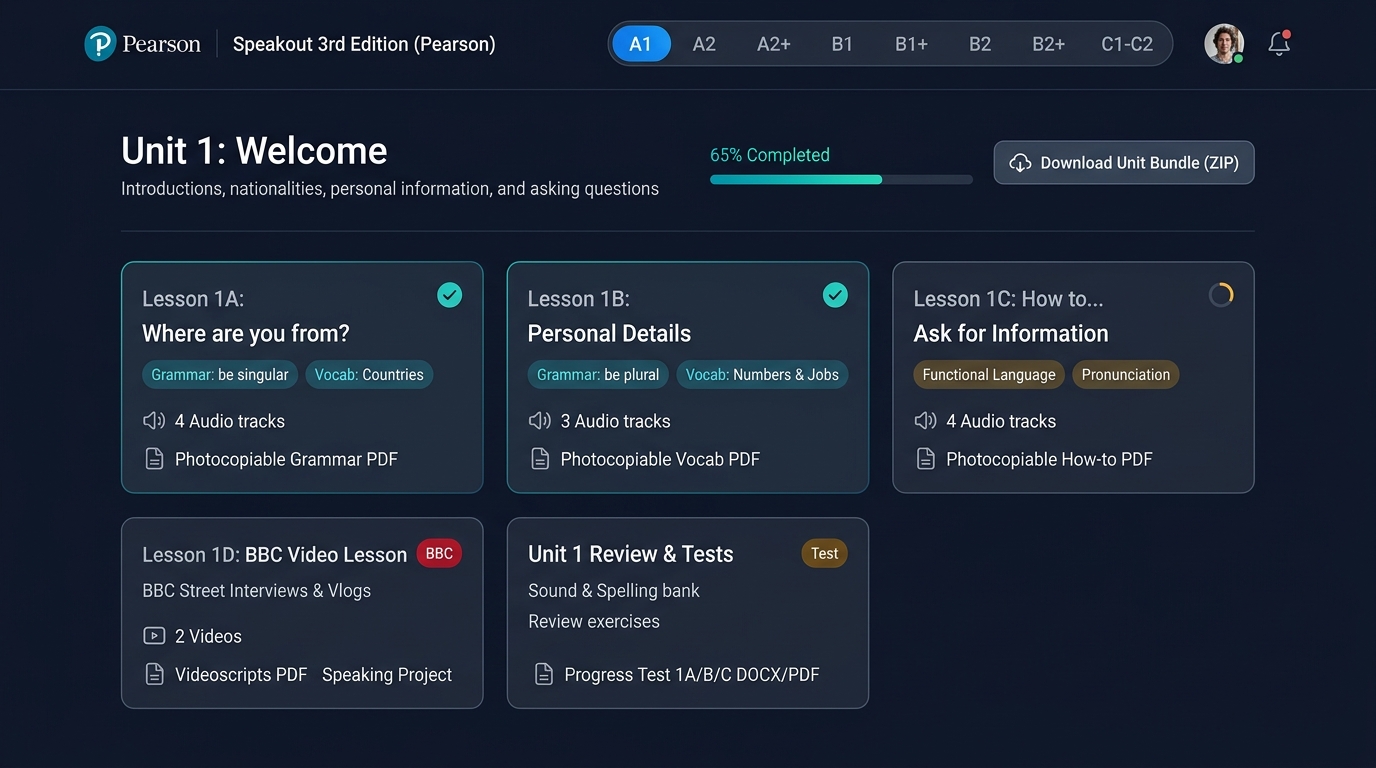 Pearson
Speakout 3rd Edition (Pearson)
A1 A2 A2+ B1 B1+ B2 B2+ C1-C2
Unit 1: Welcome
Introductions, nationalities, personal information, and asking questions
65% Completed
Download Unit Bundle (ZIP)
Lesson 1A:
Where are you from?
Grammar: be singular
Vocab: Countries
4 Audio tracks
Photocopiable Grammar PDF
Lesson 1B:
Personal Details
Grammar: be plural
Vocab: Numbers & Jobs
3 Audio tracks
Photocopiable Vocab PDF
Lesson 1C: How to...
Ask for Information
Functional Language
Pronunciation
4 Audio tracks
Photocopiable How-to PDF
Lesson 1D: BBC Video Lesson
BBC
BBC Street Interviews & Vlogs
2 Videos
Videoscripts PDF Speaking Project
Unit 1 Review & Tests
Test
Sound & Spelling bank
Review exercises
Progress Test 1A/B/C DOCX/PDF